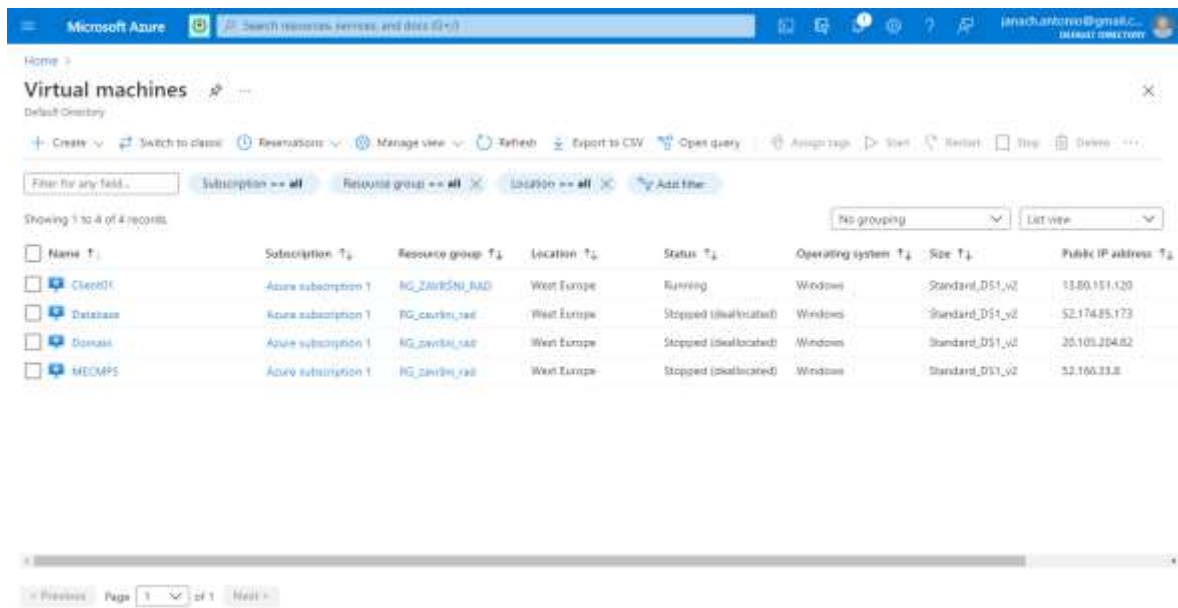 Microsoft Azure Search resources, services, and docs (G+/) janach.antonio@gmail.c...
DEFAULT DIRECTORY
Home >
Virtual machines ...
Default Directory
+ Create Switch to classic Reservations Manage view Refresh Export to CSV Open query Assign tags Start Restart Stop Delete ...
Filter for any field... Subscription == all Resource group == all Location == all Add filter
Showing 1 to 4 of 4 records. No grouping List view
Name ↑ Subscription ↑↓ Resource group ↑↓ Location ↑↓ Status ↑↓ Operating system ↑↓ Size ↑↓ Public IP address ↑↓
Client01 Azure subscription 1 RG_ZAVRŠNI_RAD West Europe Running Windows Standard_DS1_v2 13.80.151.120
Database Azure subscription 1 RG_završni_rad West Europe Stopped (deallocated) Windows Standard_DS1_v2 52.174.85.173
Domain Azure subscription 1 RG_završni_rad West Europe Stopped (deallocated) Windows Standard_DS1_v2 20.105.204.82
MECMPS Azure subscription 1 RG_završni_rad West Europe Stopped (deallocated) Windows Standard_DS1_v2 52.166.33.8
< Previous Page 1 of 1 Next >